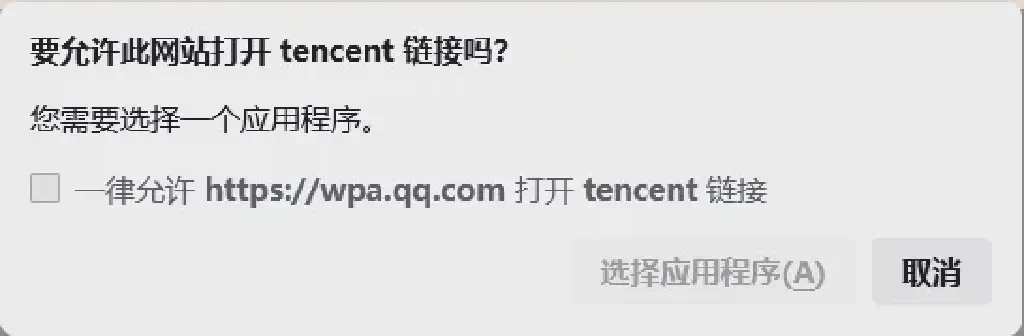 要允许此网站打开 tencent 链接吗?
您需要选择一个应用程序。
一律允许 https://wpa.qq.com 打开 tencent 链接
选择应用程序(A) 取消